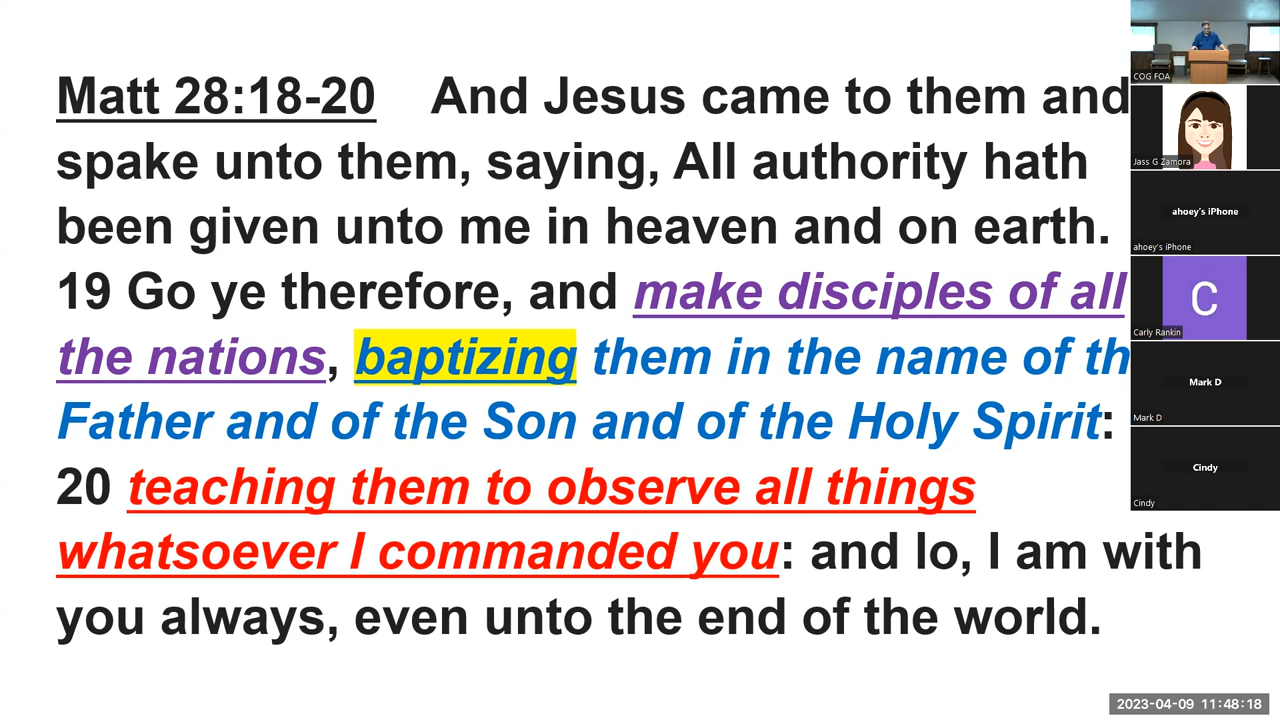 Matt 28:18-20 And Jesus came to them and
spake unto them, saying, All authority hath
been given unto me in heaven and on earth.
19 Go ye therefore, and make disciples of all
the nations, baptizing them in the name of th
Father and of the Son and of the Holy Spirit:
20 teaching them to observe all things
whatsoever I commanded you: and lo, I am with
you always, even unto the end of the world.
COG FOA
Jass G Zamora
ahoey's iPhone
ahoey's iPhone
C
Carly Rankin
Mark D
Mark D
Cindy
Cindy
2023-04-09 11:48:18